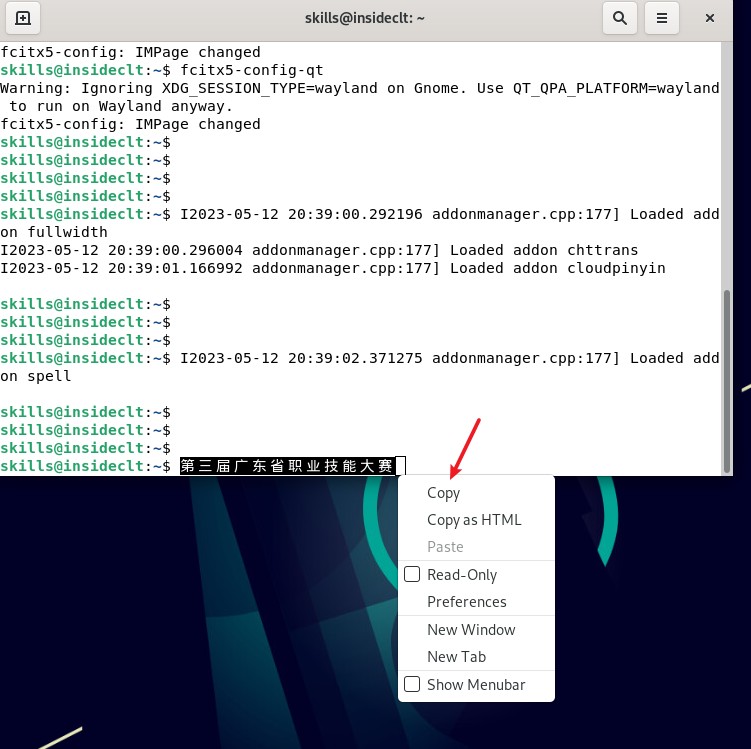 skills@insideclt: ~
fcitx5-config: IMPage changed
skills@insideclt:~$ fcitx5-config-qt
Warning: Ignoring XDG_SESSION_TYPE=wayland on Gnome. Use QT_QPA_PLATFORM=wayland
 to run on Wayland anyway.
fcitx5-config: IMPage changed
skills@insideclt:~$
skills@insideclt:~$
skills@insideclt:~$
skills@insideclt:~$
skills@insideclt:~$ I2023-05-12 20:39:00.292196 addonmanager.cpp:177] Loaded add
on fullwidth
I2023-05-12 20:39:00.296004 addonmanager.cpp:177] Loaded addon chttrans
I2023-05-12 20:39:01.166992 addonmanager.cpp:177] Loaded addon cloudpinyin
skills@insideclt:~$
skills@insideclt:~$
skills@insideclt:~$
skills@insideclt:~$ I2023-05-12 20:39:02.371275 addonmanager.cpp:177] Loaded add
on spell
skills@insideclt:~$
skills@insideclt:~$
skills@insideclt:~$
skills@insideclt:~$ 第三届广东省职业技能大赛
Copy
Copy as HTML
Paste
Read-Only
Preferences
New Window
New Tab
Show Menubar